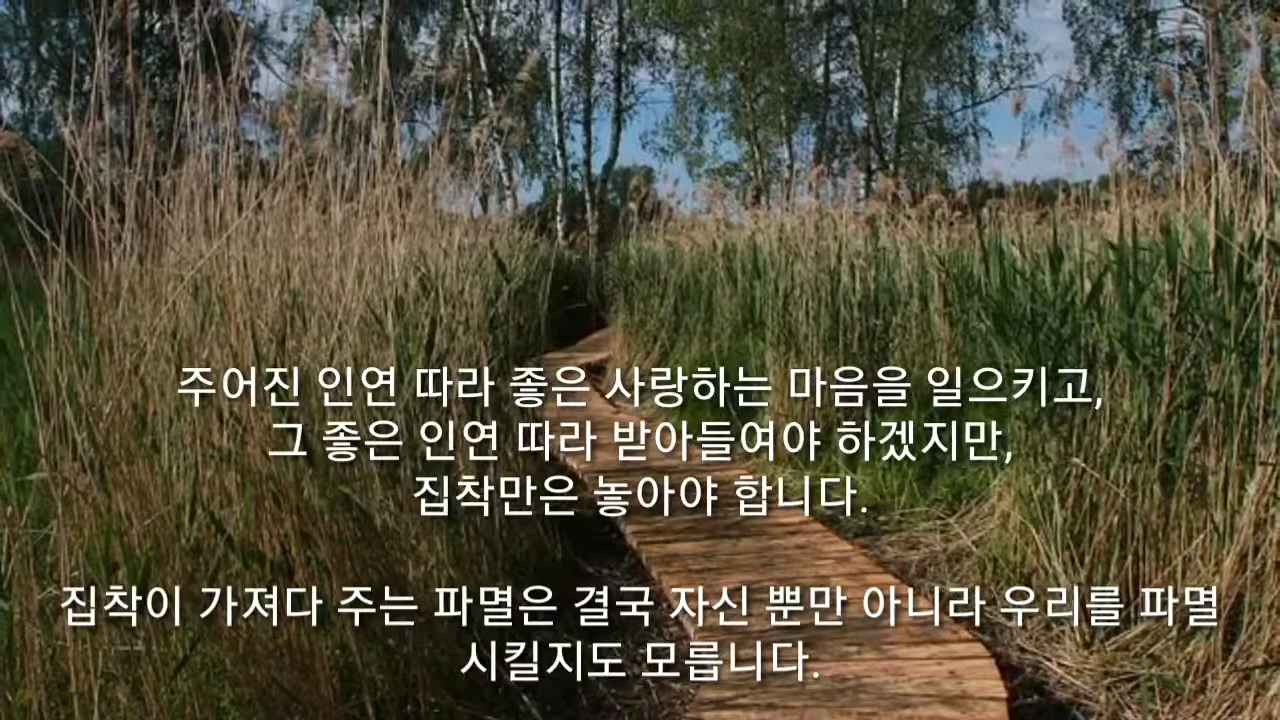 주어진 인연 따라 좋은 사랑하는 마음을 일으키고,
그 좋은 인연 따라 받아들여야 하겠지만,
집착만은 놓아야 합니다.
집착이 가져다 주는 파멸은 결국 자신 뿐만 아니라 우리를 파멸
시킬지도 모릅니다.